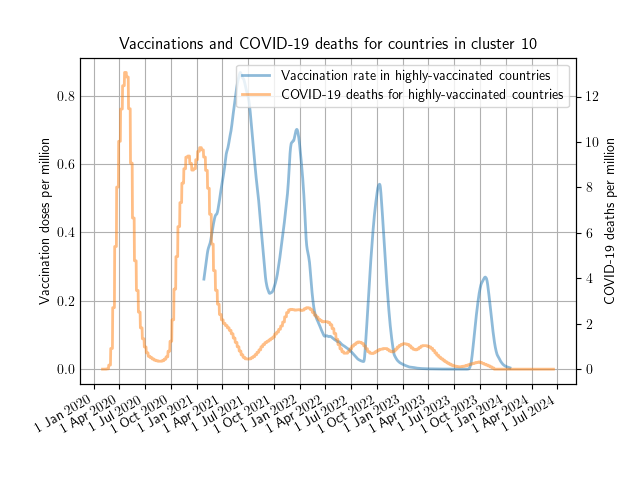 Vaccinations and COVID-19 deaths for countries in cluster 10
Vaccination rate in highly-vaccinated countries
COVID-19 deaths for highly-vaccinated countries
Vaccination doses per million
0.8
0.6
0.4
0.2
0.0
COVID-19 deaths per million
12
10
8
6
4
2
0
1 Jan 2020
1 Apr 2020
1 Jul 2020
1 Oct 2020
1 Jan 2021
1 Apr 2021
1 Jul 2021
1 Oct 2021
1 Jan 2022
1 Apr 2022
1 Jul 2022
1 Oct 2022
1 Jan 2023
1 Apr 2023
1 Jul 2023
1 Oct 2023
1 Jan 2024
1 Apr 2024
1 Jul 2024